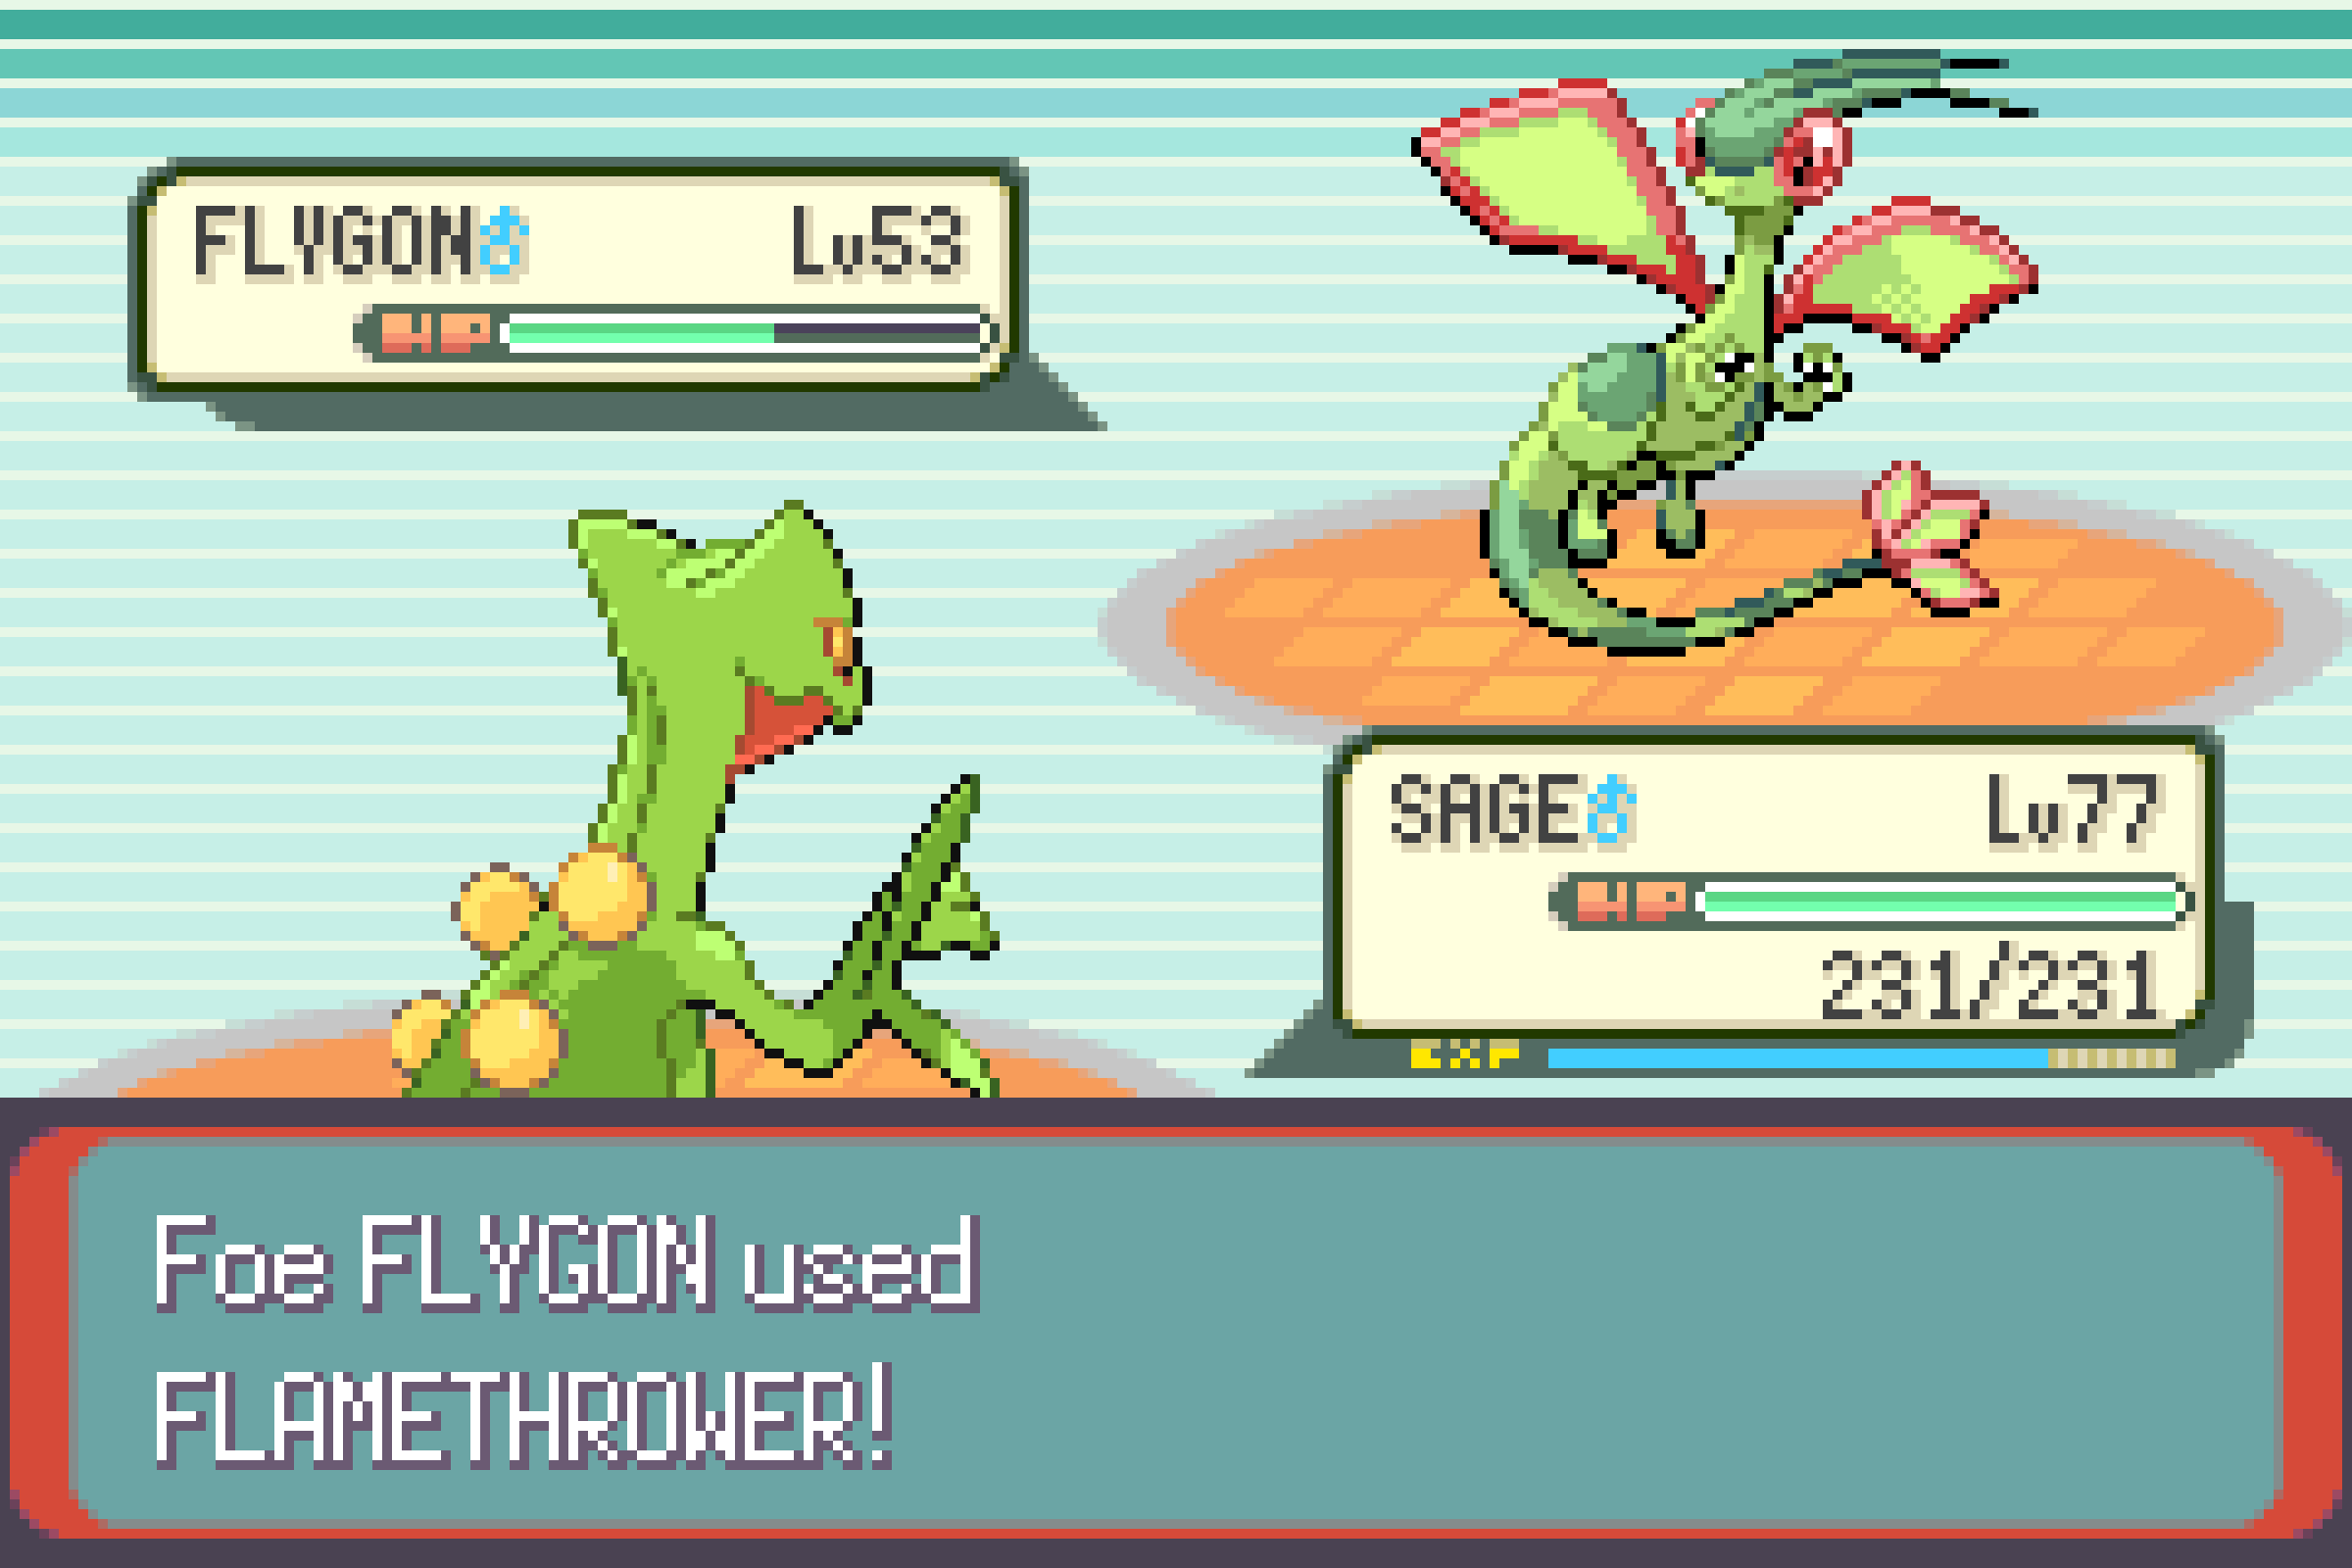 FLYGON♂ Lv53
HP
SAGE♂ Lv77
HP
231/231
EXP
Foe FLYGON used
FLAMETHROWER!